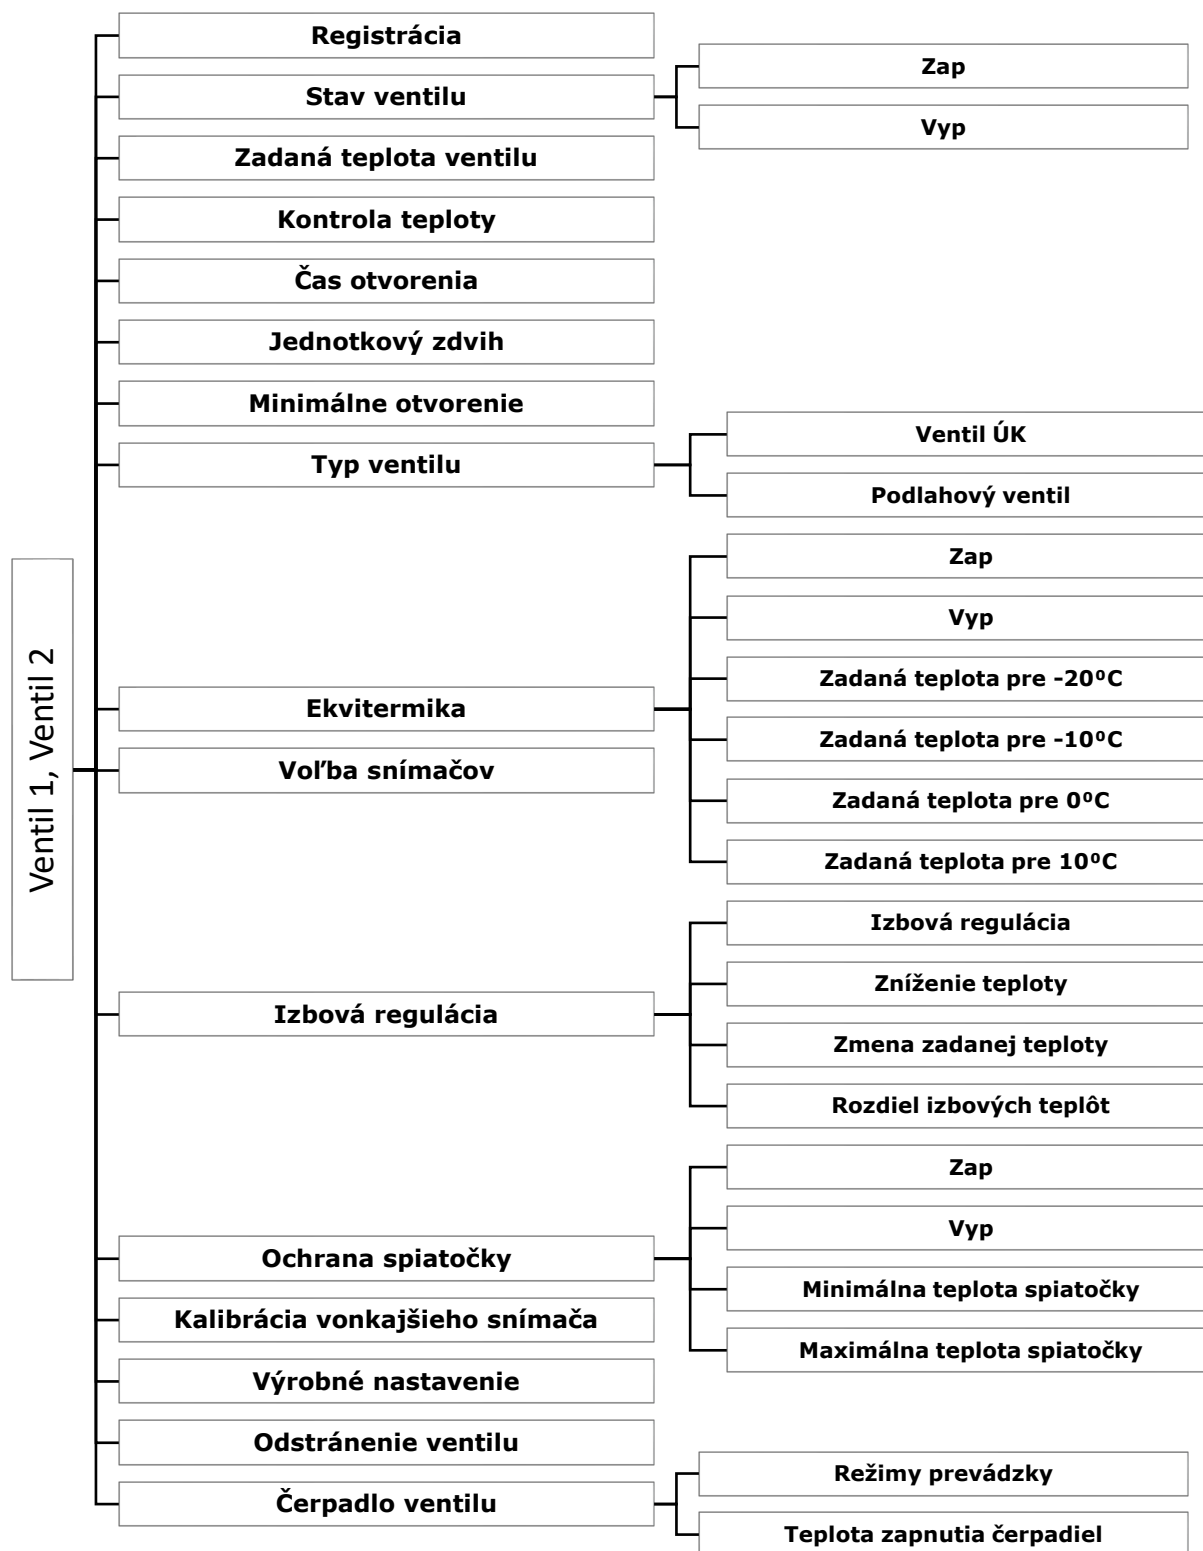 Ventil 1, Ventil 2
Registrácia
Stav ventilu
Zap
Vyp
Zadaná teplota ventilu
Kontrola teploty
Čas otvorenia
Jednotkový zdvih
Minimálne otvorenie
Typ ventilu
Ventil ÚK
Podlahový ventil
Ekvitermika
Zap
Vyp
Zadaná teplota pre -20ºC
Zadaná teplota pre -10ºC
Zadaná teplota pre 0ºC
Zadaná teplota pre 10ºC
Voľba snímačov
Izbová regulácia
Izbová regulácia
Zníženie teploty
Zmena zadanej teploty
Rozdiel izbových teplôt
Ochrana spiatočky
Zap
Vyp
Minimálna teplota spiatočky
Maximálna teplota spiatočky
Kalibrácia vonkajšieho snímača
Výrobné nastavenie
Odstránenie ventilu
Čerpadlo ventilu
Režimy prevádzky
Teplota zapnutia čerpadiel